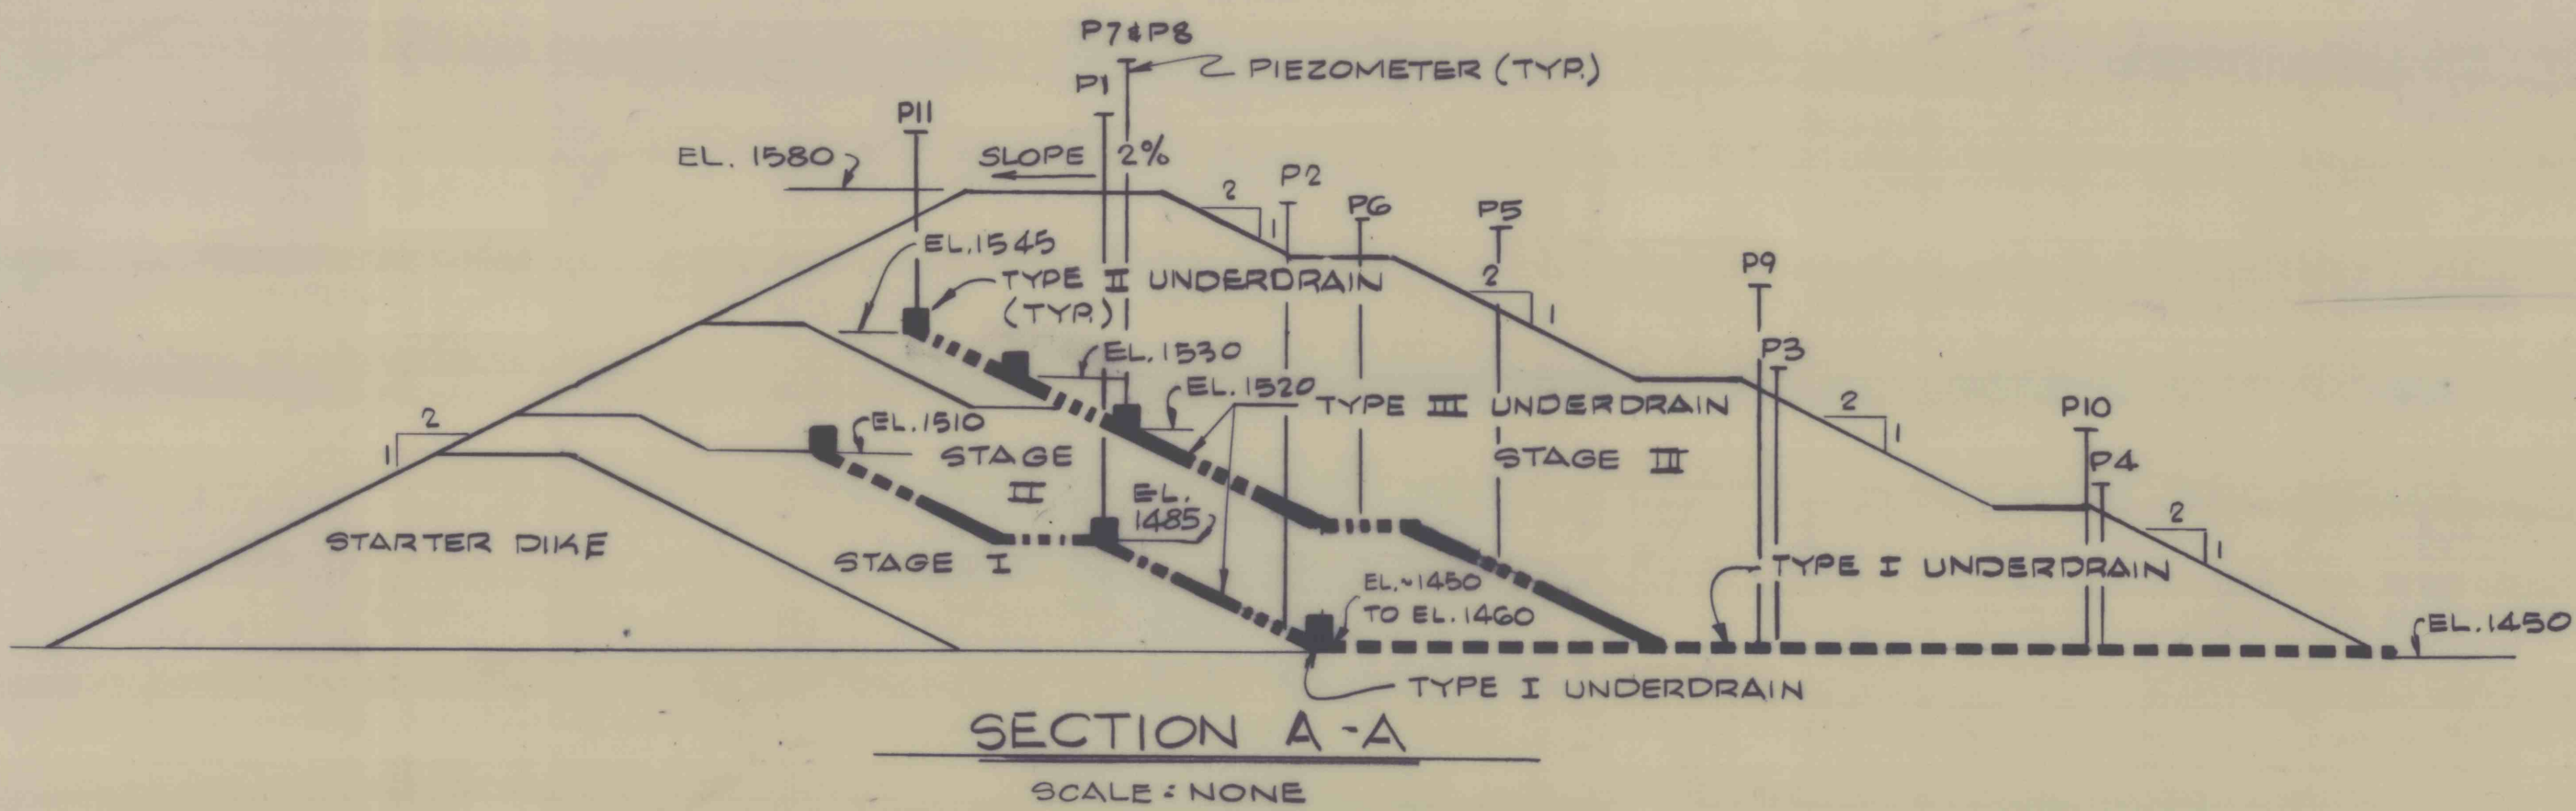 P7 & P8
PIEZOMETER (TYP.)
P1
P11
EL. 1580
SLOPE 2%
2
1
P2
P6
P5
EL. 1545
TYPE II UNDERDRAIN
(TYP.)
2
1
P9
P3
EL. 1530
EL. 1520
TYPE III UNDERDRAIN
2
1
P10
P4
2
1
EL. 1510
STAGE
II
STAGE III
EL.
1485
2
1
STARTER DIKE
STAGE I
EL.~1450
TO EL. 1460
TYPE I UNDERDRAIN
EL. 1450
TYPE I UNDERDRAIN
SECTION A-A
SCALE: NONE